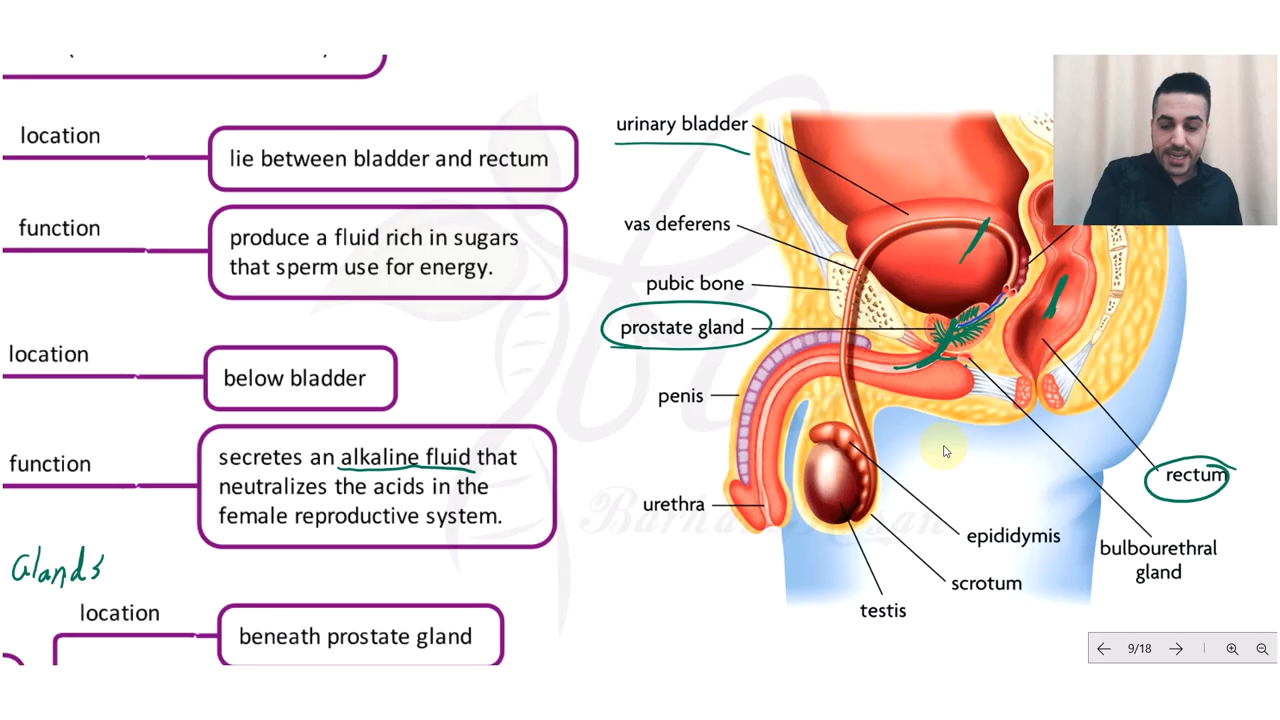 location
lie between bladder and rectum
function
produce a fluid rich in sugars
that sperm use for energy.
location
below bladder
function
secretes an alkaline fluid that
neutralizes the acids in the
female reproductive system.
Glands
location
beneath prostate gland
urinary bladder
vas deferens
pubic bone
prostate gland
penis
urethra
rectum
epididymis
bulbourethral
gland
scrotum
testis
9/18